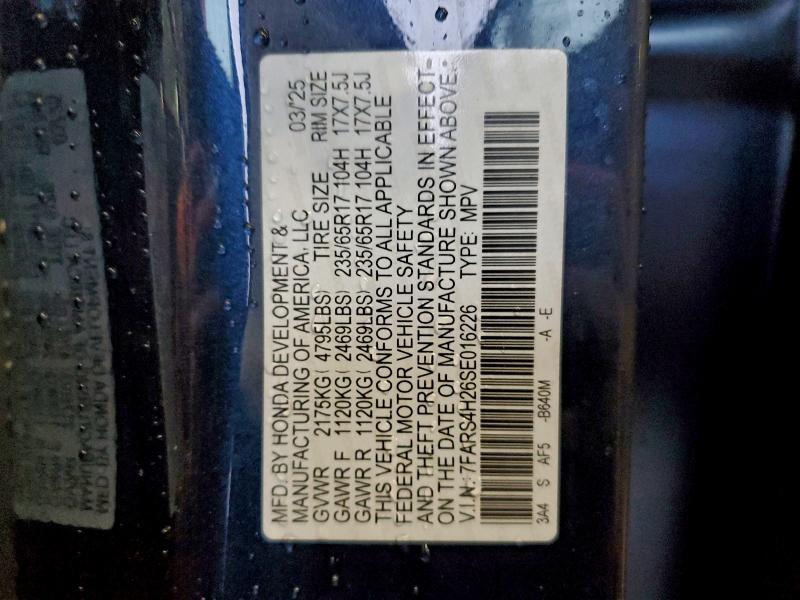 MFD. BY HONDA DEVELOPMENT &
MANUFACTURING OF AMERICA, LLC 03/25
GVWR 2175KG( 4795LBS) TIRE SIZE RIM SIZE
GAWR F 1120KG( 2469LBS) 235/65R17 104H 17X7.5J
GAWR R 1120KG( 2469LBS) 235/65R17 104H 17X7.5J
THIS VEHICLE CONFORMS TO ALL APPLICABLE
FEDERAL MOTOR VEHICLE SAFETY
AND THEFT PREVENTION STANDARDS IN EFFECT
ON THE DATE OF MANUFACTURE SHOWN ABOVE.
V.I.N.: 7FARS4H26SE016226 TYPE: MPV
3A4 S AF5 -B640M -A -E